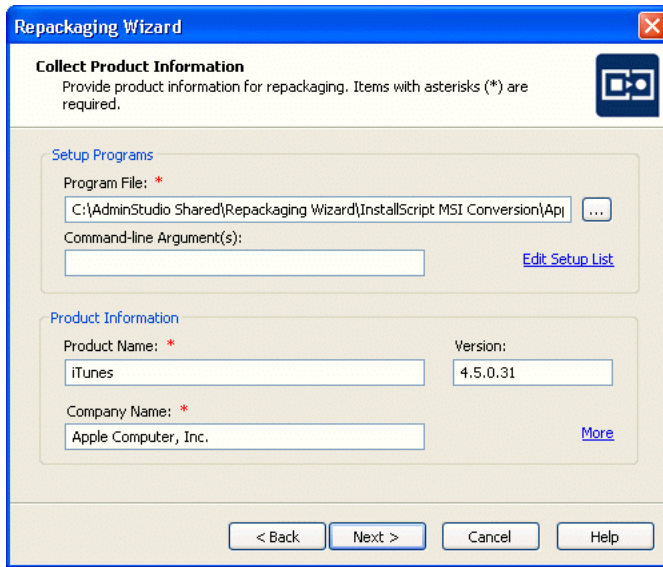 Repackaging Wizard
Collect Product Information
Provide product information for repackaging. Items with asterisks (*) are
required.
Setup Programs
Program File: *
C:\AdminStudio Shared\Repackaging Wizard\InstallScript MSI Conversion\App
...
Command-line Argument(s):
Edit Setup List
Product Information
Product Name: *
Version:
iTunes
4.5.0.31
Company Name: *
Apple Computer, Inc.
More
< Back
Next >
Cancel
Help